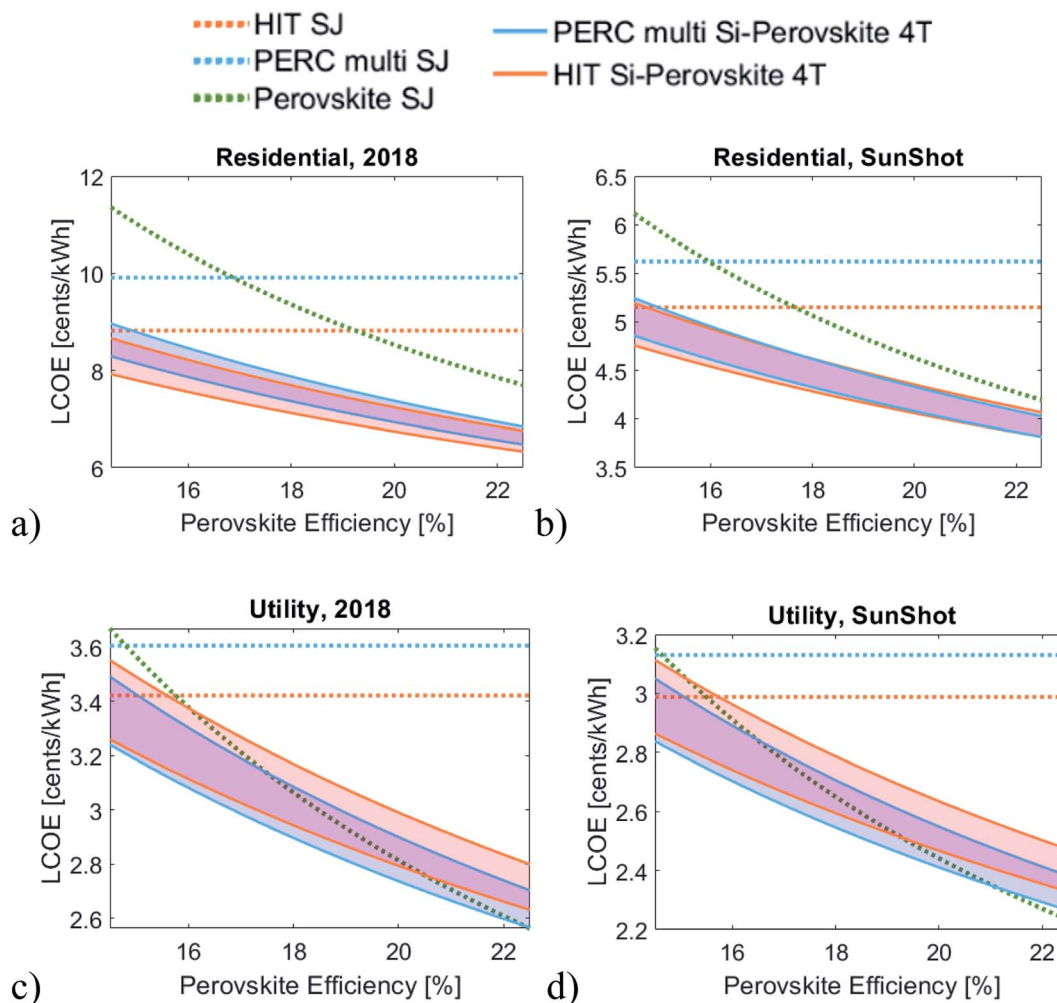 HIT SJ
PERC multi SJ
Perovskite SJ
PERC multi Si-Perovskite 4T
HIT Si-Perovskite 4T
Residential, 2018
12
10
8
6
LCOE [cents/kWh]
16 18 20 22
Perovskite Efficiency [%]
a)
Residential, SunShot
6.5
6
5.5
5
4.5
4
3.5
LCOE [cents/kWh]
16 18 20 22
Perovskite Efficiency [%]
b)
Utility, 2018
3.6
3.4
3.2
3
2.8
2.6
LCOE [cents/kWh]
16 18 20 22
Perovskite Efficiency [%]
c)
Utility, SunShot
3.2
3
2.8
2.6
2.4
2.2
LCOE [cents/kWh]
16 18 20 22
Perovskite Efficiency [%]
d)